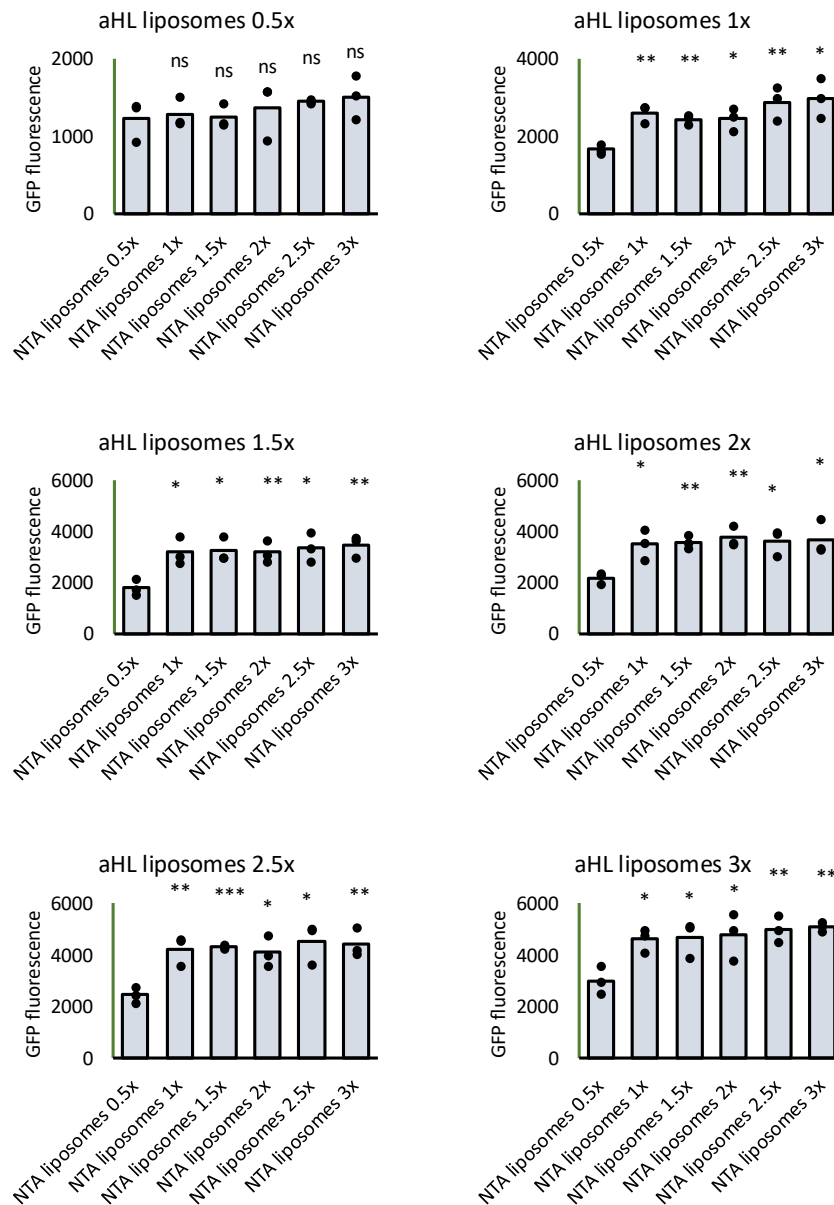 aHL liposomes 0.5x
GFP fluorescence
2000
1000
0
ns
ns
ns
ns
ns
NTA liposomes 0.5x
NTA liposomes 1x
NTA liposomes 1.5x
NTA liposomes 2x
NTA liposomes 2.5x
NTA liposomes 3x
aHL liposomes 1x
GFP fluorescence
4000
2000
0
**
**
*
**
*
NTA liposomes 0.5x
NTA liposomes 1x
NTA liposomes 1.5x
NTA liposomes 2x
NTA liposomes 2.5x
NTA liposomes 3x
aHL liposomes 1.5x
GFP fluorescence
6000
4000
2000
0
*
*
**
*
**
NTA liposomes 0.5x
NTA liposomes 1x
NTA liposomes 1.5x
NTA liposomes 2x
NTA liposomes 2.5x
NTA liposomes 3x
aHL liposomes 2x
GFP fluorescence
6000
4000
2000
0
*
**
**
*
*
NTA liposomes 0.5x
NTA liposomes 1x
NTA liposomes 1.5x
NTA liposomes 2x
NTA liposomes 2.5x
NTA liposomes 3x
aHL liposomes 2.5x
GFP fluorescence
6000
4000
2000
0
**
***
*
*
**
NTA liposomes 0.5x
NTA liposomes 1x
NTA liposomes 1.5x
NTA liposomes 2x
NTA liposomes 2.5x
NTA liposomes 3x
aHL liposomes 3x
GFP fluorescence
6000
4000
2000
0
*
*
*
**
**
NTA liposomes 0.5x
NTA liposomes 1x
NTA liposomes 1.5x
NTA liposomes 2x
NTA liposomes 2.5x
NTA liposomes 3x